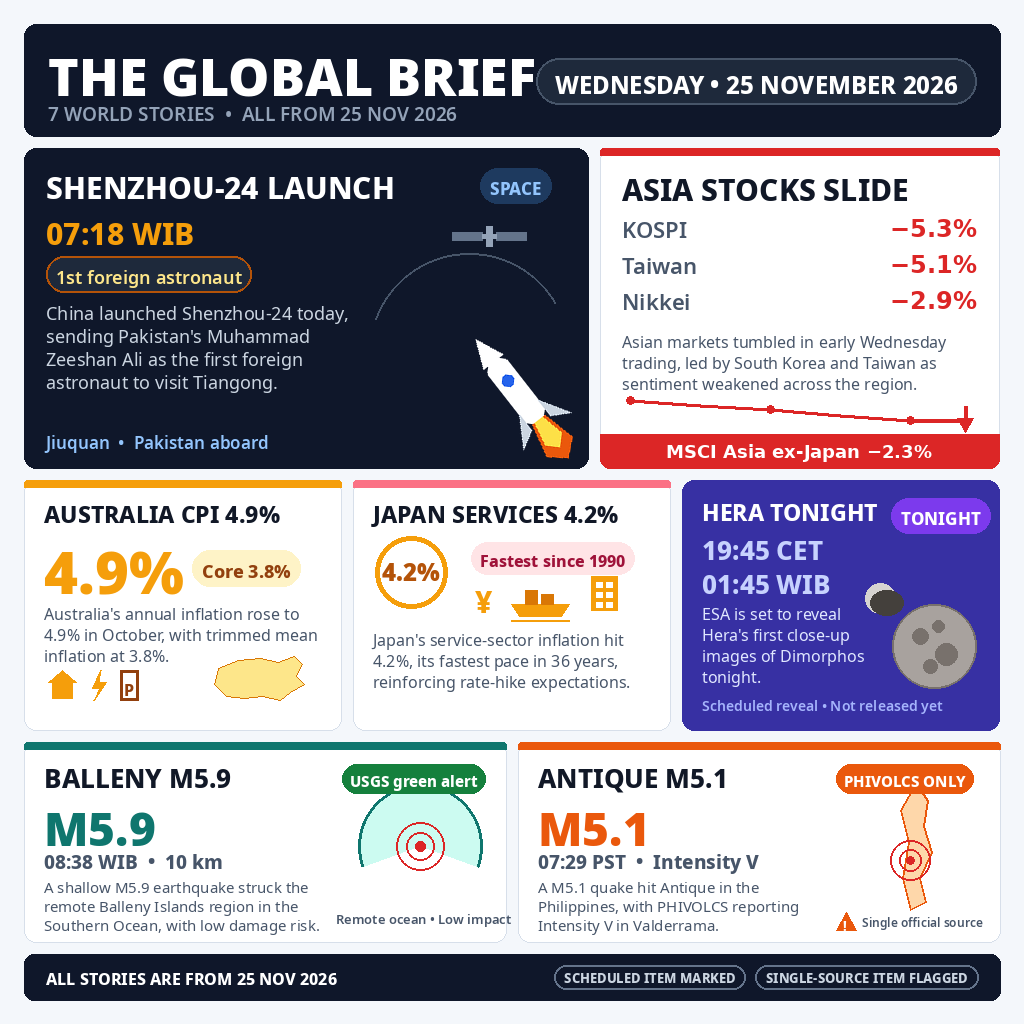 THE GLOBAL BRIEF
WEDNESDAY • 25 NOVEMBER 2026
7 WORLD STORIES • ALL FROM 25 NOV 2026
SHENZHOU-24 LAUNCH
SPACE
07:18 WIB
1st foreign astronaut
China launched Shenzhou-24 today,
sending Pakistan's Muhammad
Zeeshan Ali as the first foreign
astronaut to visit Tiangong.
Jiuquan • Pakistan aboard
ASIA STOCKS SLIDE
KOSPI −5.3%
Taiwan −5.1%
Nikkei −2.9%
Asian markets tumbled in early Wednesday
trading, led by South Korea and Taiwan as
sentiment weakened across the region.
MSCI Asia ex-Japan −2.3%
AUSTRALIA CPI 4.9%
4.9%
Core 3.8%
Australia's annual inflation rose to
4.9% in October, with trimmed mean
inflation at 3.8%.
P
JAPAN SERVICES 4.2%
4.2%
Fastest since 1990
¥
Japan's service-sector inflation hit
4.2%, its fastest pace in 36 years,
reinforcing rate-hike expectations.
HERA TONIGHT
TONIGHT
19:45 CET
01:45 WIB
ESA is set to reveal
Hera's first close-up
images of Dimorphos
tonight.
Scheduled reveal • Not released yet
BALLENY M5.9
USGS green alert
M5.9
08:38 WIB • 10 km
A shallow M5.9 earthquake struck the
remote Balleny Islands region in the
Southern Ocean, with low damage risk.
Remote ocean • Low impact
ANTIQUE M5.1
PHIVOLCS ONLY
M5.1
07:29 PST • Intensity V
A M5.1 quake hit Antique in the
Philippines, with PHIVOLCS reporting
Intensity V in Valderrama.
! Single official source
ALL STORIES ARE FROM 25 NOV 2026
SCHEDULED ITEM MARKED
SINGLE-SOURCE ITEM FLAGGED